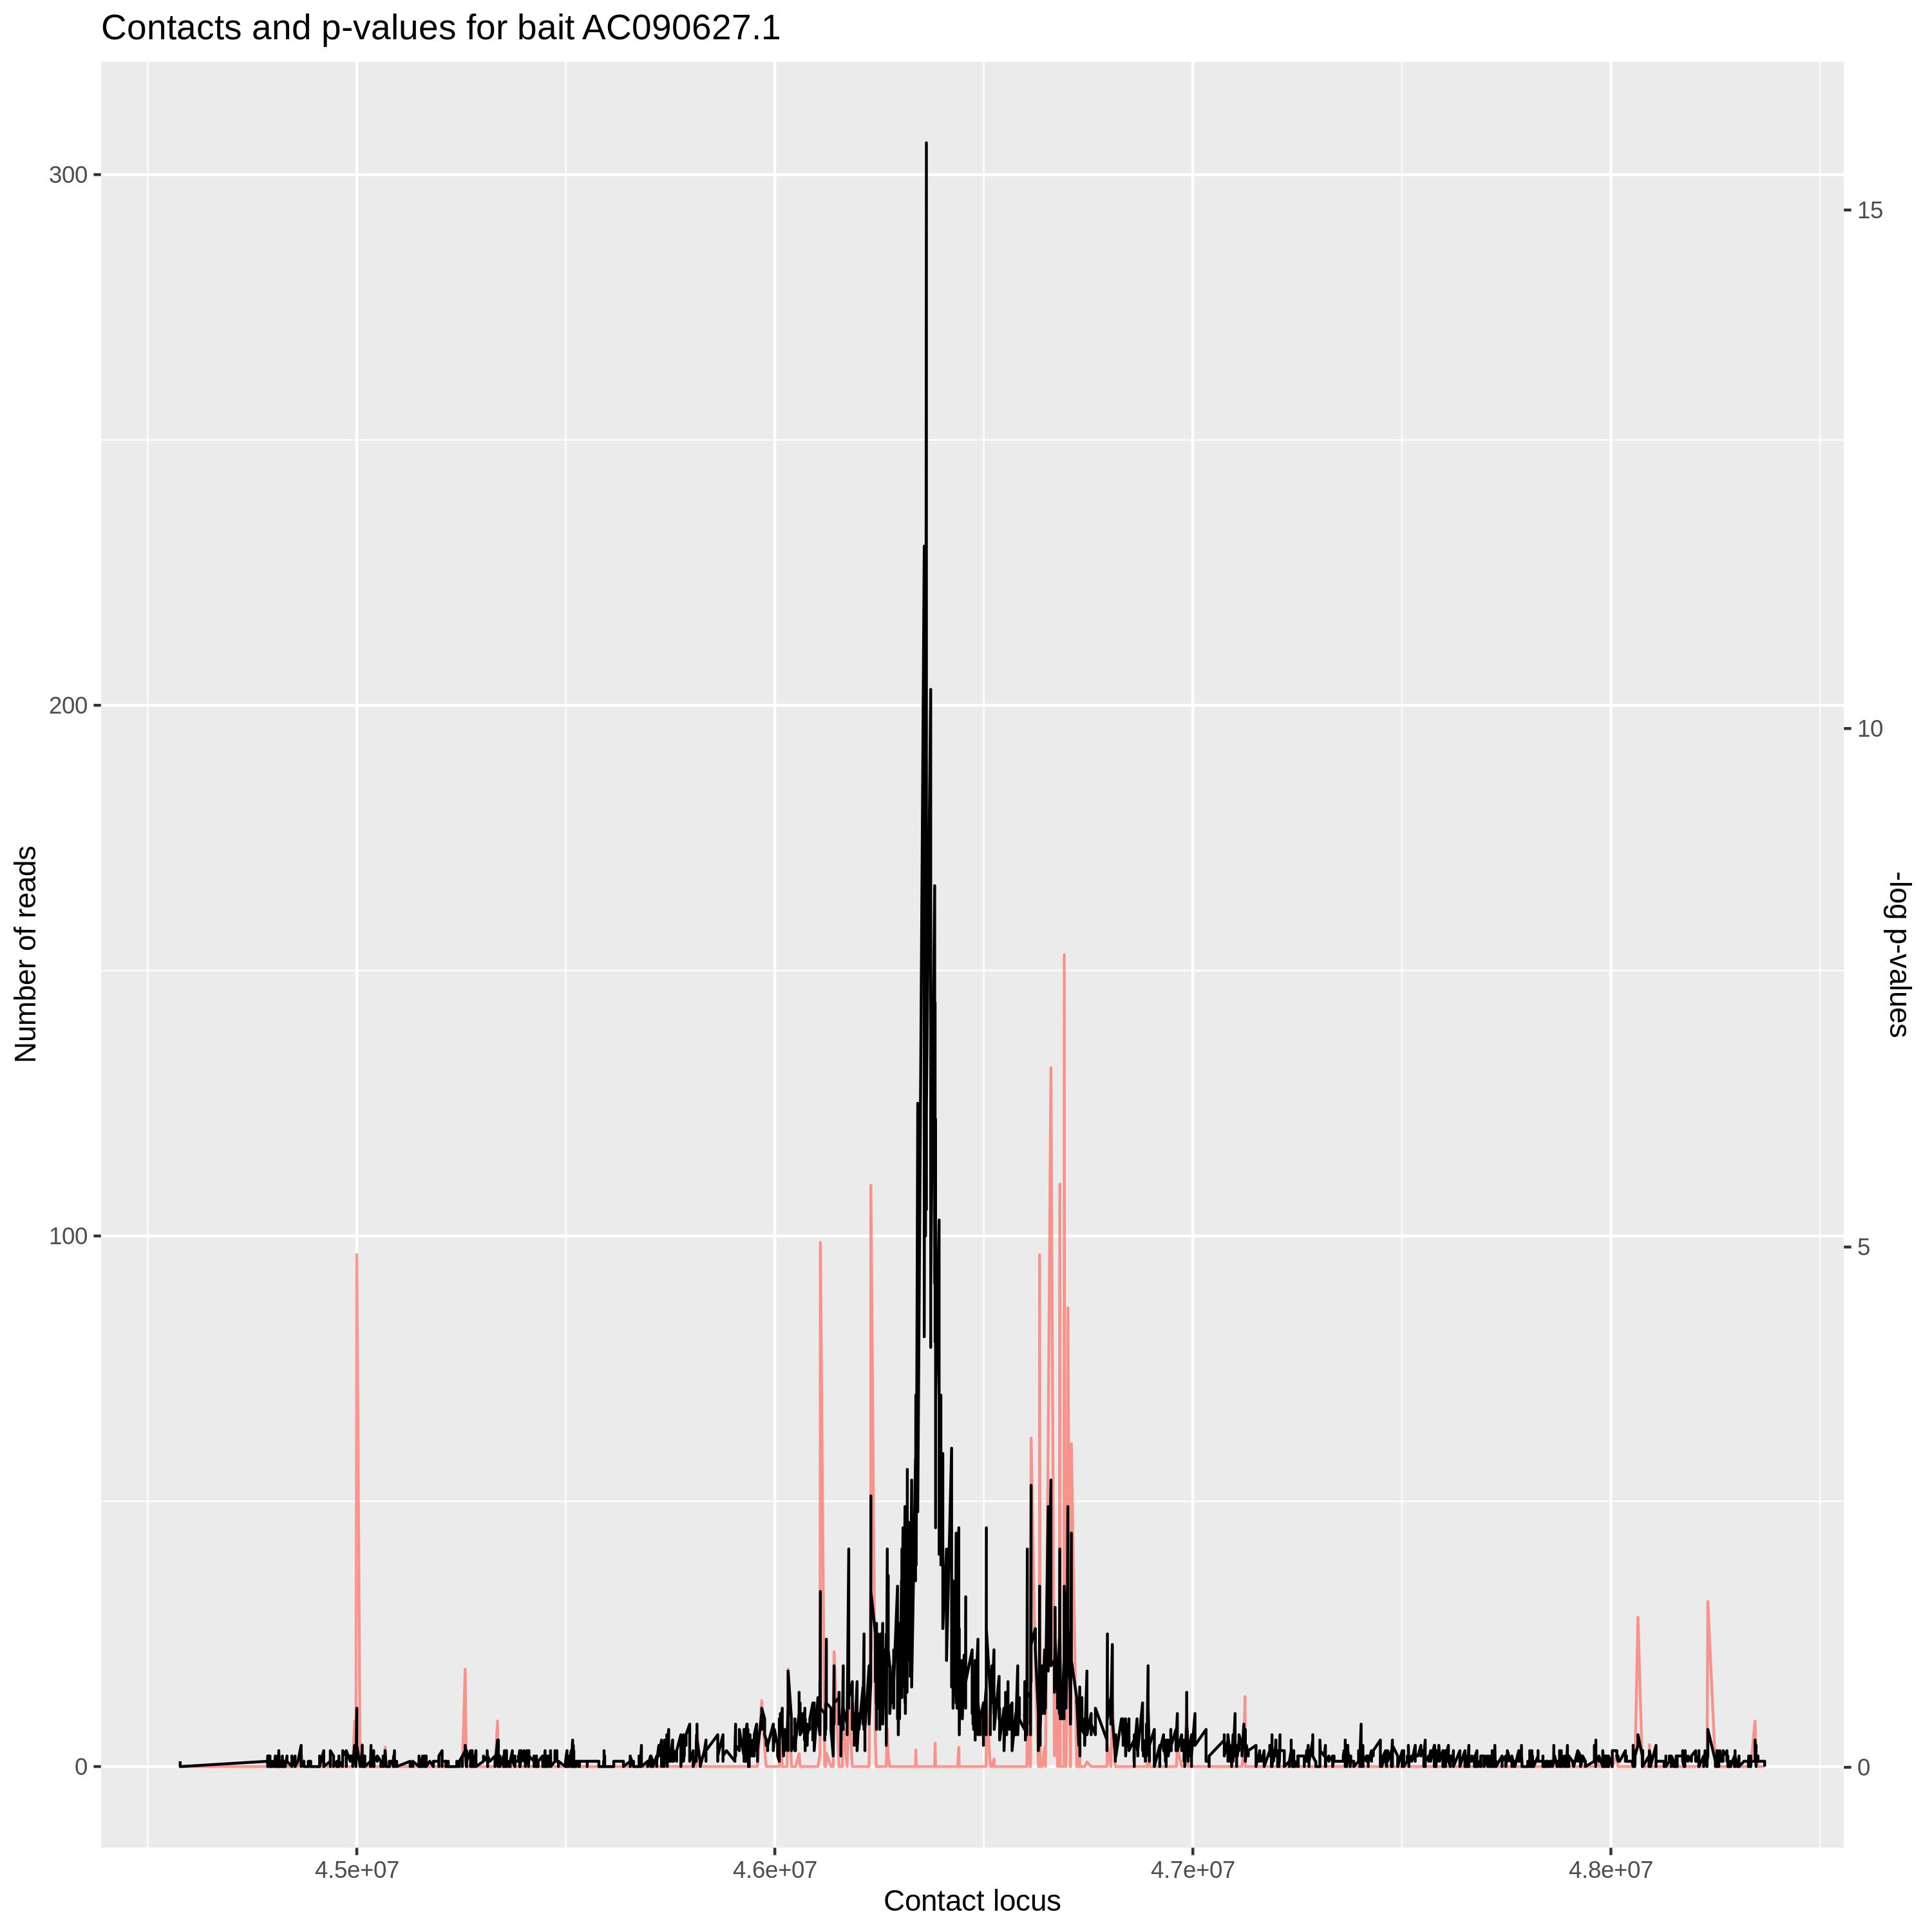 Contacts and p-values for bait AC090627.1
300
200
100
0
15
10
5
0
Number of reads
-log p-values
4.5e+07
4.6e+07
4.7e+07
4.8e+07
Contact locus